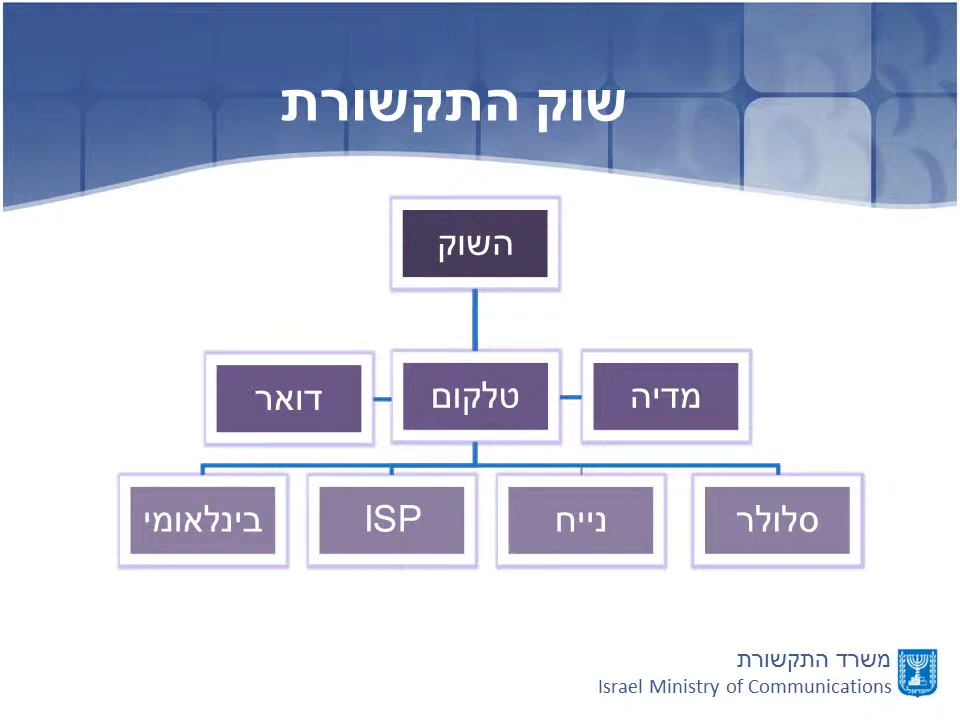 שוק התקשורת
השוק
מדיה
טלקום
דואר
סלולר
נייח
ISP
בינלאומי
משרד התקשורת
Israel Ministry of Communications